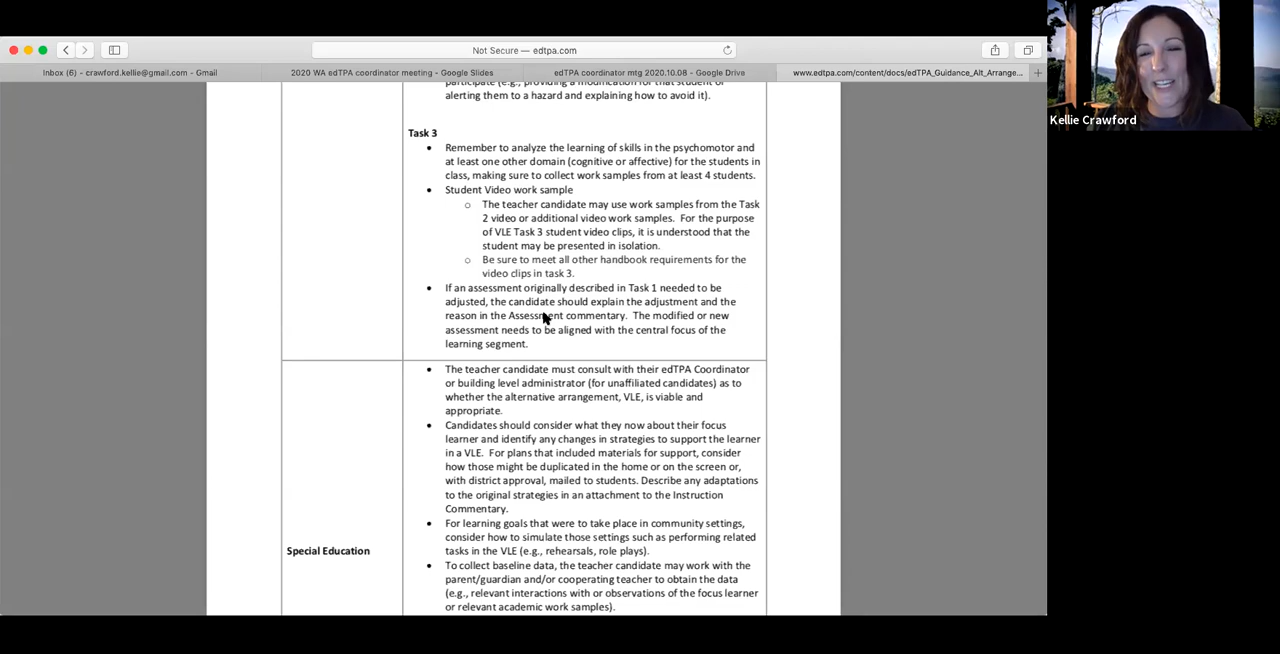 Not Secure — edtpa.com
Inbox (6) - crawford.kellie@gmail.com - Gmail
2020 WA edTPA coordinator meeting - Google Slides
edTPA coordinator mtg 2020.10.08 - Google Drive
www.edtpa.com/content/docs/edTPA_Guidance_Alt_Arrange...
Kellie Crawford
participate (e.g., providing a modification for that student or
alerting them to a hazard and explaining how to avoid it).
Task 3
• Remember to analyze the learning of skills in the psychomotor and
at least one other domain (cognitive or affective) for the students in
class, making sure to collect work samples from at least 4 students.
• Student Video work sample
o The teacher candidate may use work samples from the Task
2 video or additional video work samples. For the purpose
of VLE Task 3 student video clips, it is understood that the
student may be presented in isolation.
o Be sure to meet all other handbook requirements for the
video clips in task 3.
• If an assessment originally described in Task 1 needed to be
adjusted, the candidate should explain the adjustment and the
reason in the Assessment commentary. The modified or new
assessment needs to be aligned with the central focus of the
learning segment.
• The teacher candidate must consult with their edTPA Coordinator
or building level administrator (for unaffiliated candidates) as to
whether the alternative arrangement, VLE, is viable and
appropriate.
• Candidates should consider what they now about their focus
learner and identify any changes in strategies to support the learner
in a VLE. For plans that included materials for support, consider
how those might be duplicated in the home or on the screen or,
with district approval, mailed to students. Describe any adaptations
to the original strategies in an attachment to the Instruction
Commentary.
• For learning goals that were to take place in community settings,
consider how to simulate those settings such as performing related
tasks in the VLE (e.g., rehearsals, role plays).
Special Education
• To collect baseline data, the teacher candidate may work with the
parent/guardian and/or cooperating teacher to obtain the data
(e.g., relevant interactions with or observations of the focus learner
or relevant academic work samples).